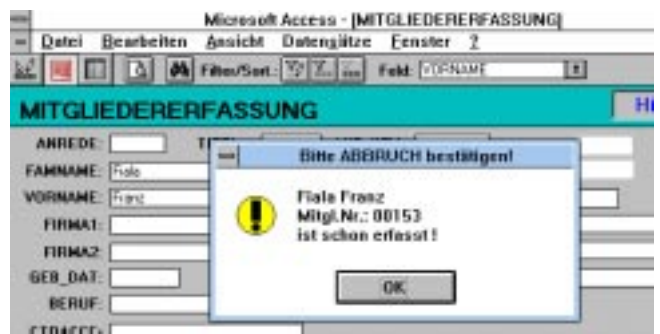 Microsoft Access - [MITGLIEDERERFASSUNG]
Datei Bearbeiten Ansicht Datensätze Fenster ?
Filter/Sort.: Feld: VORNAME
MITGLIEDERERFASSUNG
ANREDE:
FAMNAME: Fiala
VORNAME: Franz
FIRMA1:
FIRMA2:
GEB_DAT:
BERUF:
Bitte ABBRUCH bestätigen!
Fiala Franz
Mitgl.Nr.: 00153
ist schon erfasst!
OK